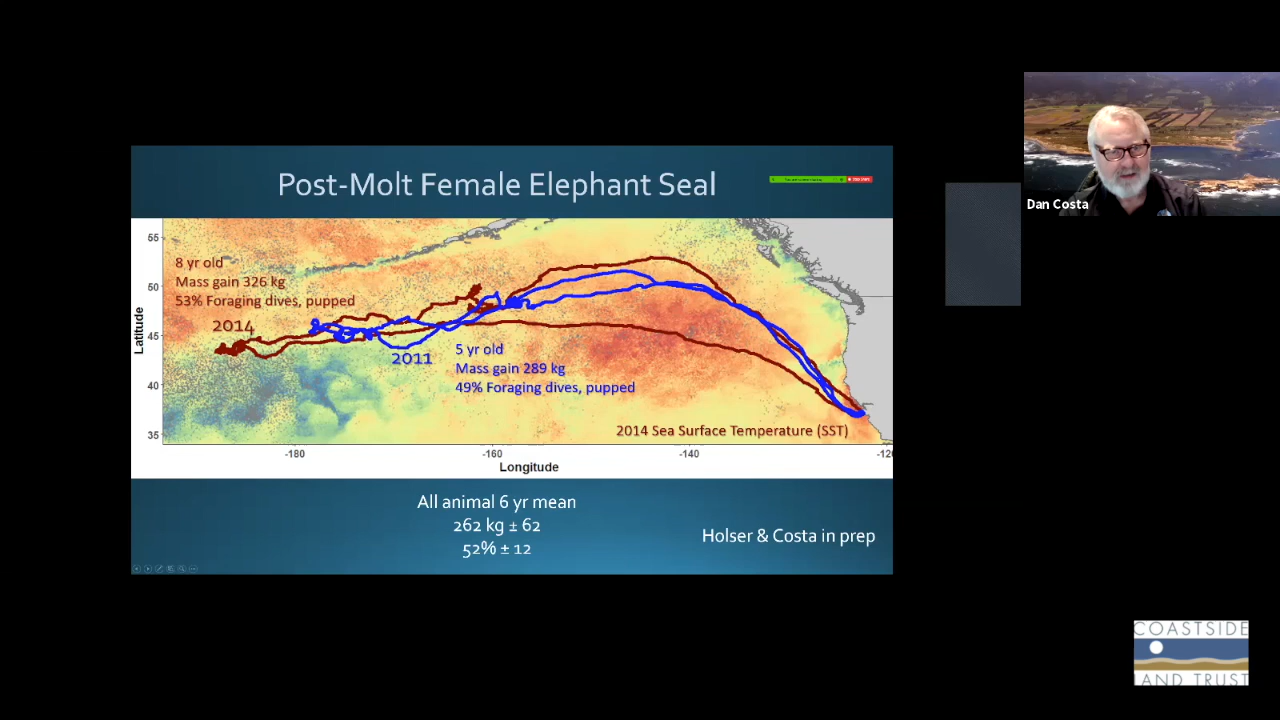 Post-Molt Female Elephant Seal
Latitude
55
50
45
40
35
8 yr old
Mass gain 326 kg
53% Foraging dives, pupped
2014
2011
5 yr old
Mass gain 289 kg
49% Foraging dives, pupped
2014 Sea Surface Temperature (SST)
-180
-160
-140
-120
Longitude
All animal 6 yr mean
262 kg ± 62
52% ± 12
Holser & Costa in prep
Dan Costa
COASTSIDE
LAND TRUST